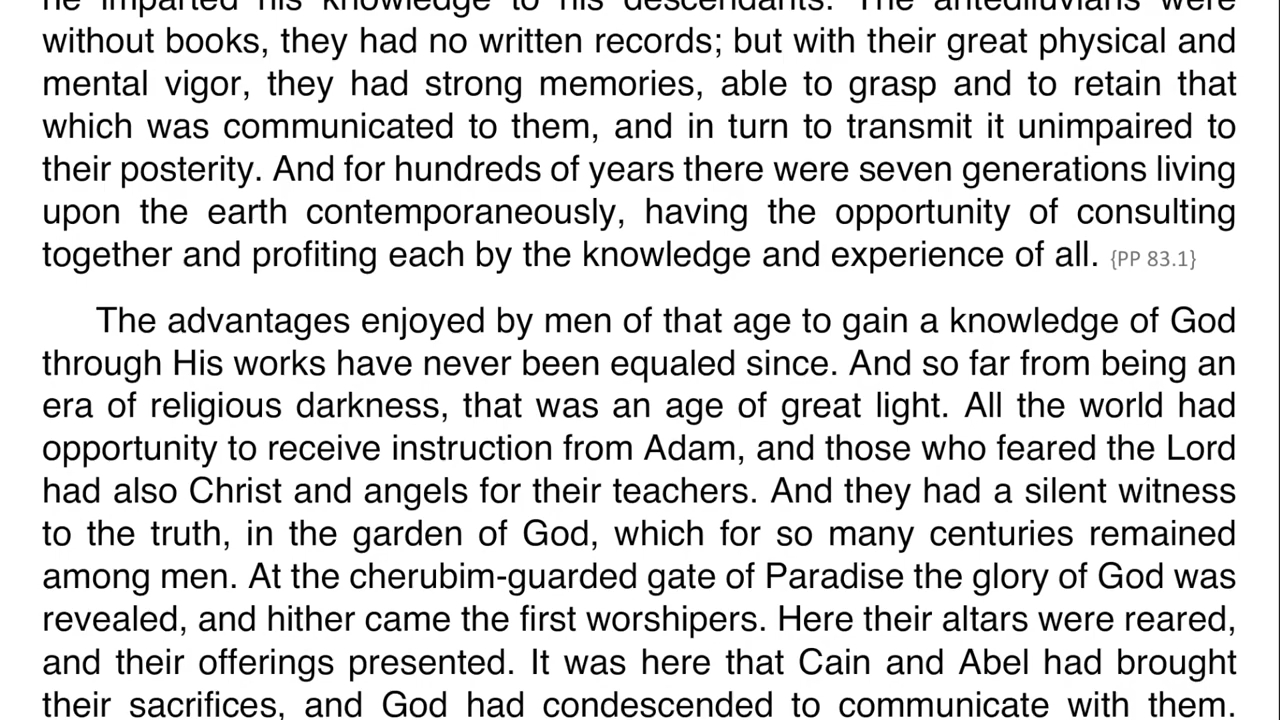 he imparted his knowledge to his descendants. The antediluvians were
without books, they had no written records; but with their great physical and
mental vigor, they had strong memories, able to grasp and to retain that
which was communicated to them, and in turn to transmit it unimpaired to
their posterity. And for hundreds of years there were seven generations living
upon the earth contemporaneously, having the opportunity of consulting
together and profiting each by the knowledge and experience of all. {PP 83.1}
The advantages enjoyed by men of that age to gain a knowledge of God
through His works have never been equaled since. And so far from being an
era of religious darkness, that was an age of great light. All the world had
opportunity to receive instruction from Adam, and those who feared the Lord
had also Christ and angels for their teachers. And they had a silent witness
to the truth, in the garden of God, which for so many centuries remained
among men. At the cherubim-guarded gate of Paradise the glory of God was
revealed, and hither came the first worshipers. Here their altars were reared,
and their offerings presented. It was here that Cain and Abel had brought
their sacrifices, and God had condescended to communicate with them.